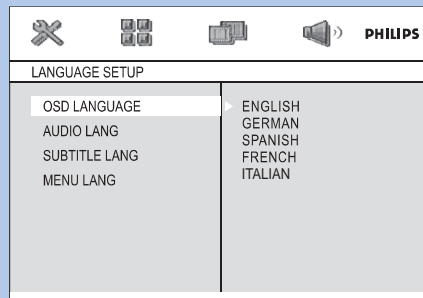 PHILIPS
LANGUAGE SETUP
OSD LANGUAGE
AUDIO LANG
SUBTITLE LANG
MENU LANG
ENGLISH
GERMAN
SPANISH
FRENCH
ITALIAN